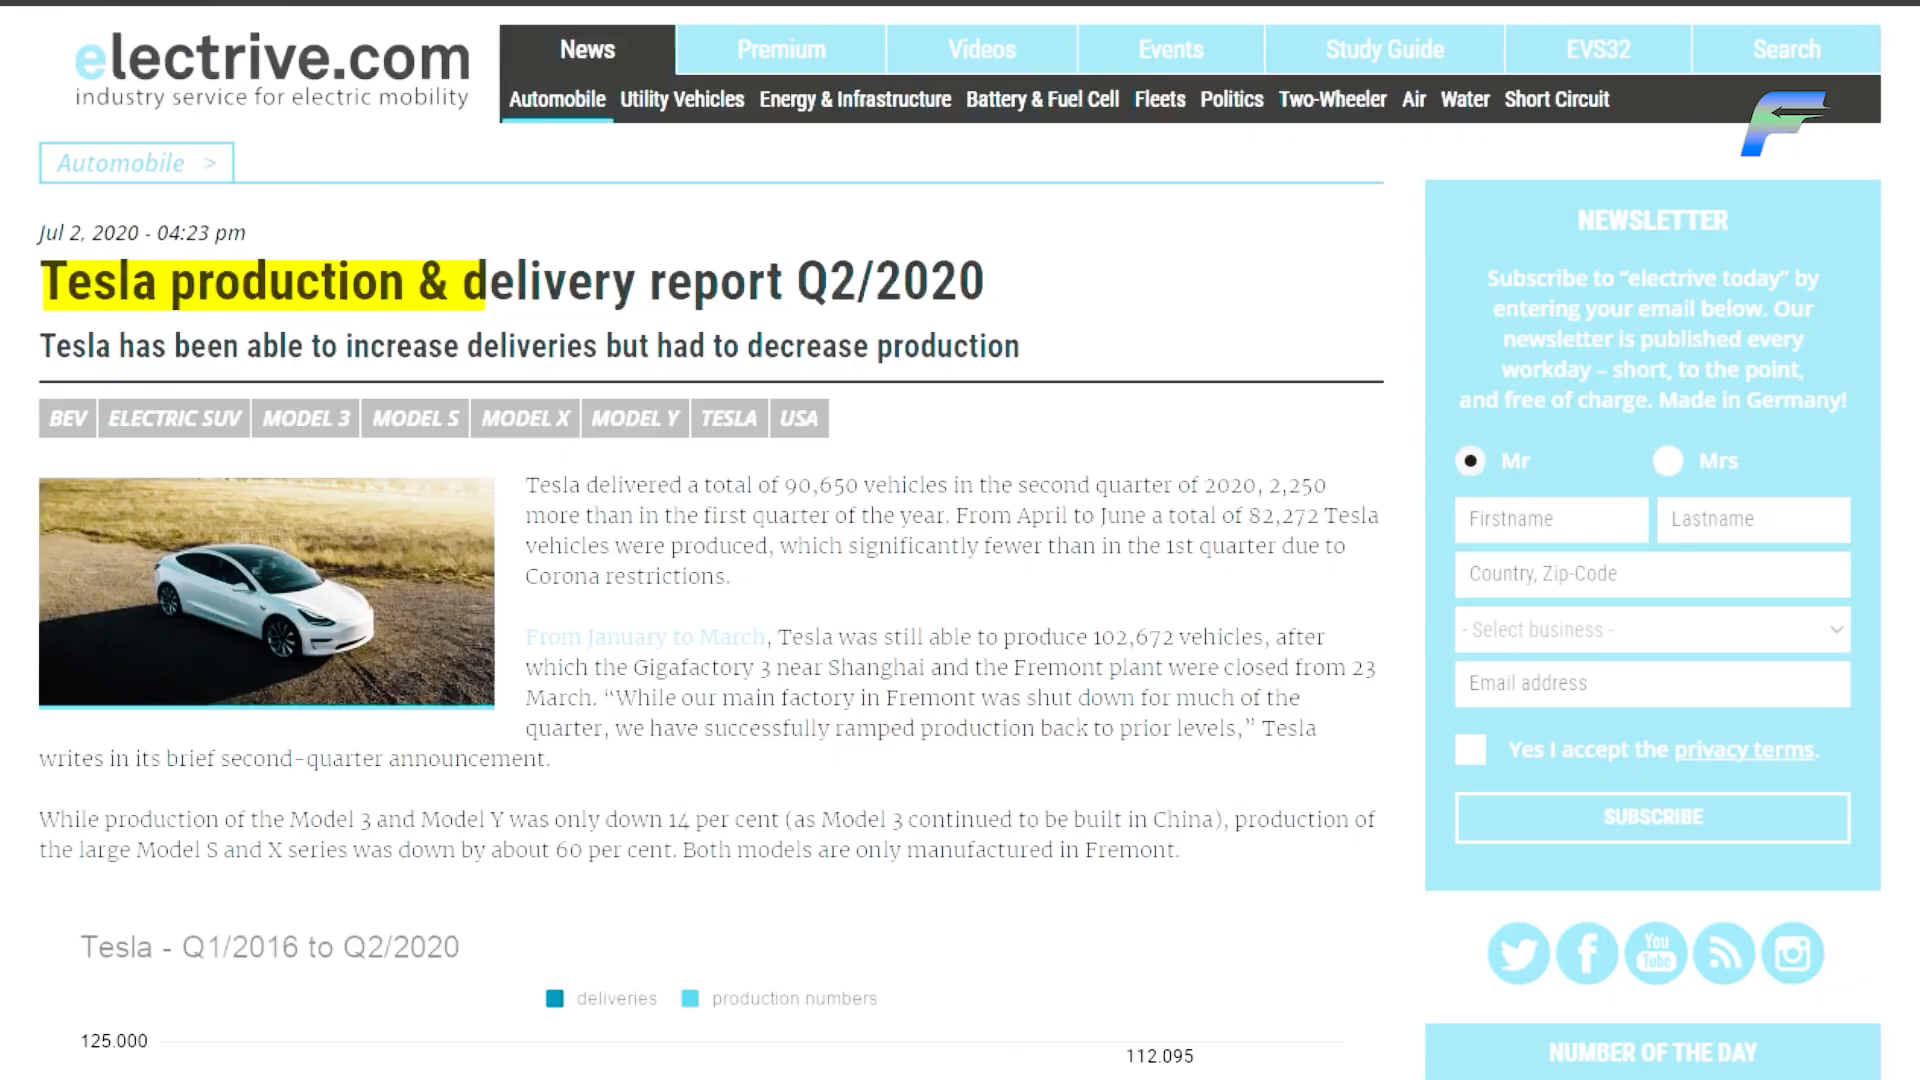 electrive.com
industry service for electric mobility
News
Premium
Videos
Events
Study Guide
EVS32
Search
Automobile Utility Vehicles Energy & Infrastructure Battery & Fuel Cell Fleets Politics Two-Wheeler Air Water Short Circuit
F
Automobile >
Jul 2, 2020 - 04:23 pm
Tesla production & delivery report Q2/2020
Tesla has been able to increase deliveries but had to decrease production
BEV ELECTRIC SUV MODEL 3 MODEL S MODEL X MODEL Y TESLA USA
Tesla delivered a total of 90,650 vehicles in the second quarter of 2020, 2,250
more than in the first quarter of the year. From April to June a total of 82,272 Tesla
vehicles were produced, which significantly fewer than in the 1st quarter due to
Corona restrictions.
From January to March, Tesla was still able to produce 102,672 vehicles, after
which the Gigafactory 3 near Shanghai and the Fremont plant were closed from 23
March. “While our main factory in Fremont was shut down for much of the
quarter, we have successfully ramped production back to prior levels,” Tesla
writes in its brief second-quarter announcement.
While production of the Model 3 and Model Y was only down 14 per cent (as Model 3 continued to be built in China), production of
the large Model S and X series was down by about 60 per cent. Both models are only manufactured in Fremont.
Tesla - Q1/2016 to Q2/2020
deliveries production numbers
125.000
112.095
NEWSLETTER
Subscribe to “electrive today” by
entering your email below. Our
newsletter is published every
workday – short, to the point,
and free of charge. Made in Germany!
Mr Mrs
Firstname Lastname
Country, Zip-Code
- Select business -
Email address
Yes I accept the privacy terms.
SUBSCRIBE
You
Tube
NUMBER OF THE DAY